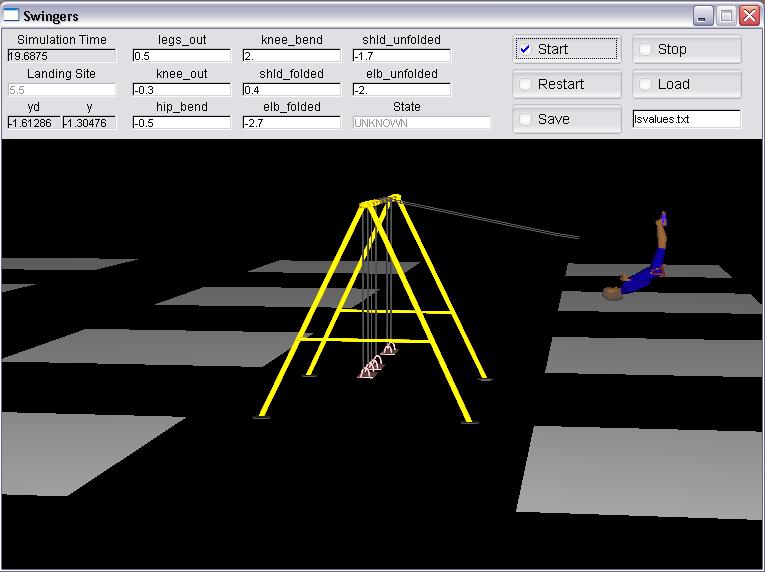 Swingers
Simulation Time legs_out knee_bend shld_unfolded Start Stop
19.6875 0.5 2. -1.7
Landing Site knee_out shld_folded elb_unfolded Restart Load
5.5 -0.3 0.4 -2.
yd y hip_bend elb_folded State Save lsvalues.txt
-1.61286 -1.30476 -0.5 -2.7 UNKNOWN